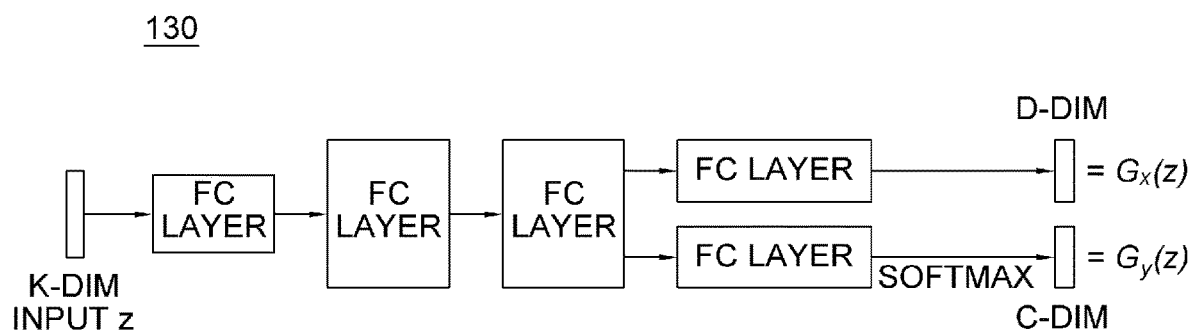 130
D-DIM
FC
LAYER
FC
LAYER
FC
LAYER
FC LAYER
= Gx(z)
FC LAYER
SOFTMAX
= Gy(z)
K-DIM
INPUT z
C-DIM